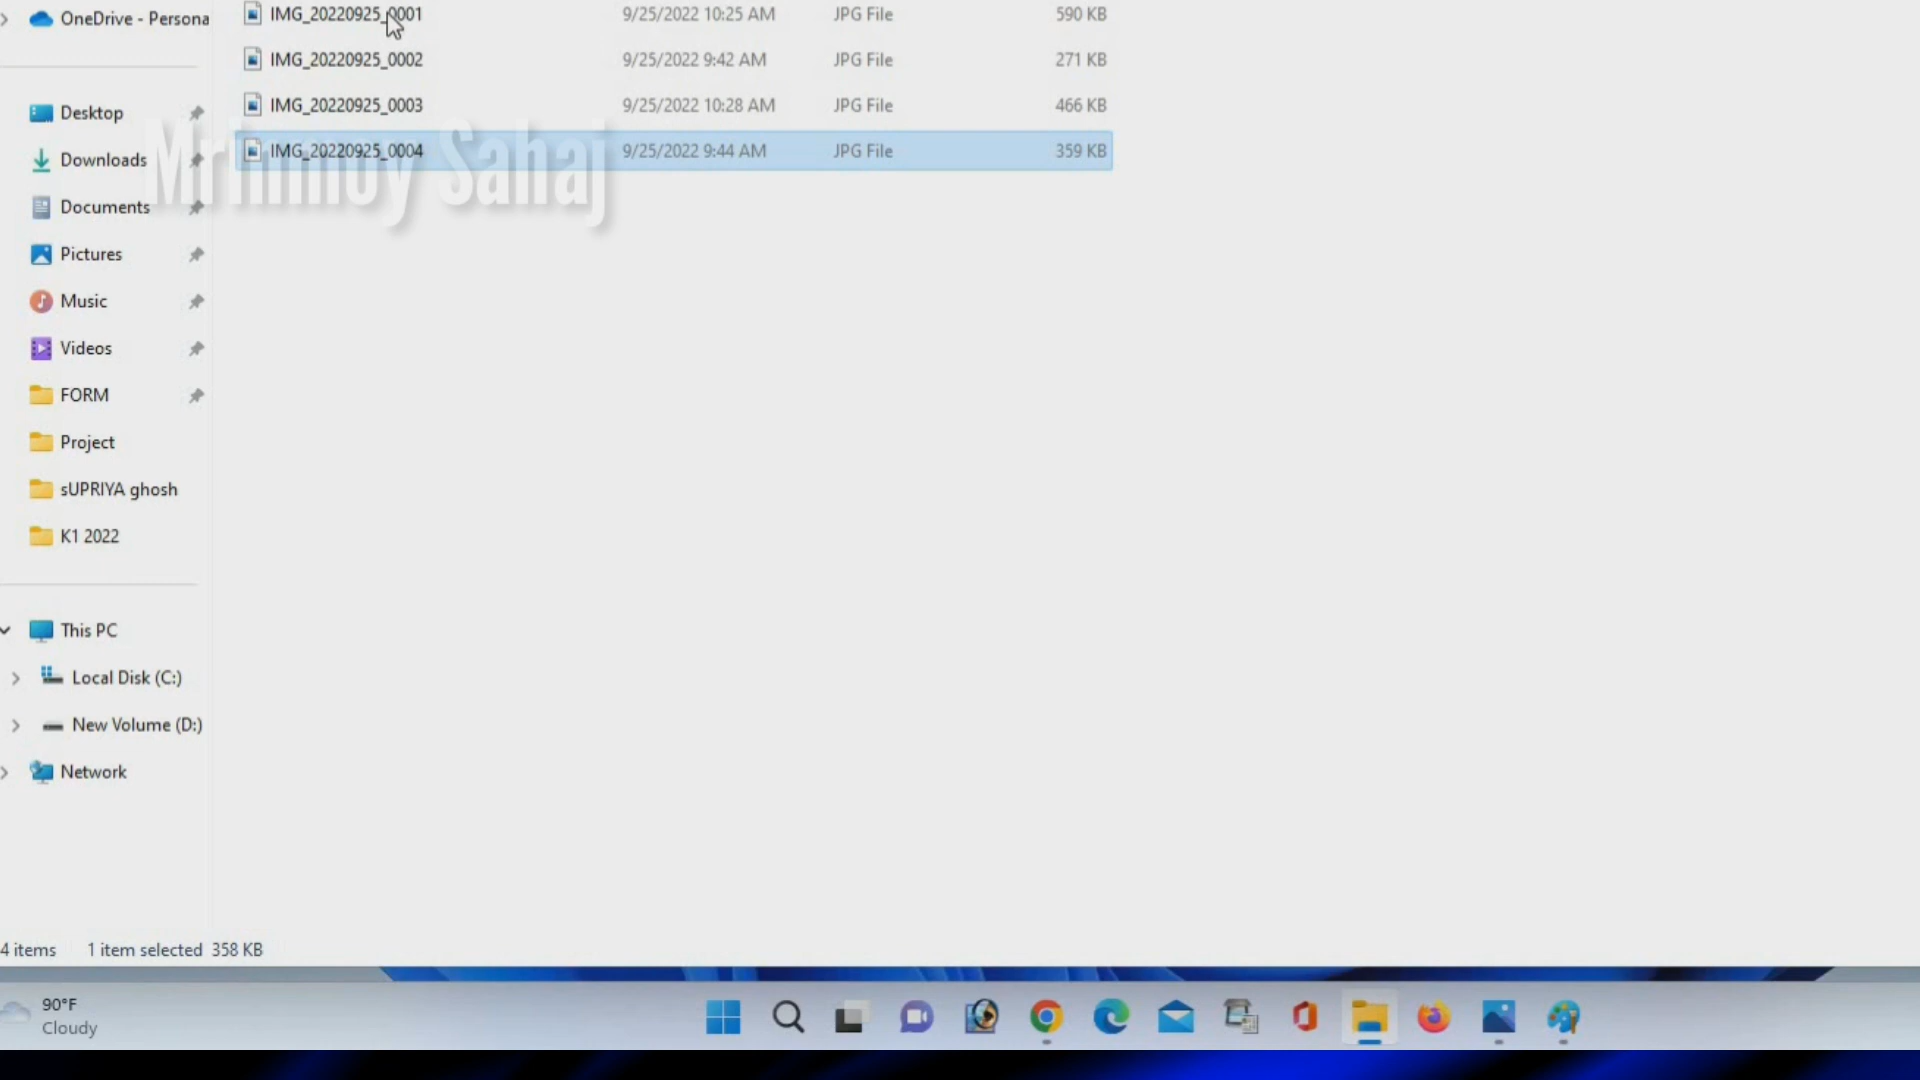 OneDrive - Persona
IMG_20220925_0001 9/25/2022 10:25 AM JPG File 590 KB
IMG_20220925_0002 9/25/2022 9:42 AM JPG File 271 KB
IMG_20220925_0003 9/25/2022 10:28 AM JPG File 466 KB
IMG_20220925_0004 9/25/2022 9:44 AM JPG File 359 KB
Mrinmoy Sahaj
Desktop
Downloads
Documents
Pictures
Music
Videos
FORM
Project
sUPRIYA ghosh
K1 2022
This PC
Local Disk (C:)
New Volume (D:)
Network
4 items 1 item selected 358 KB
90°F
Cloudy